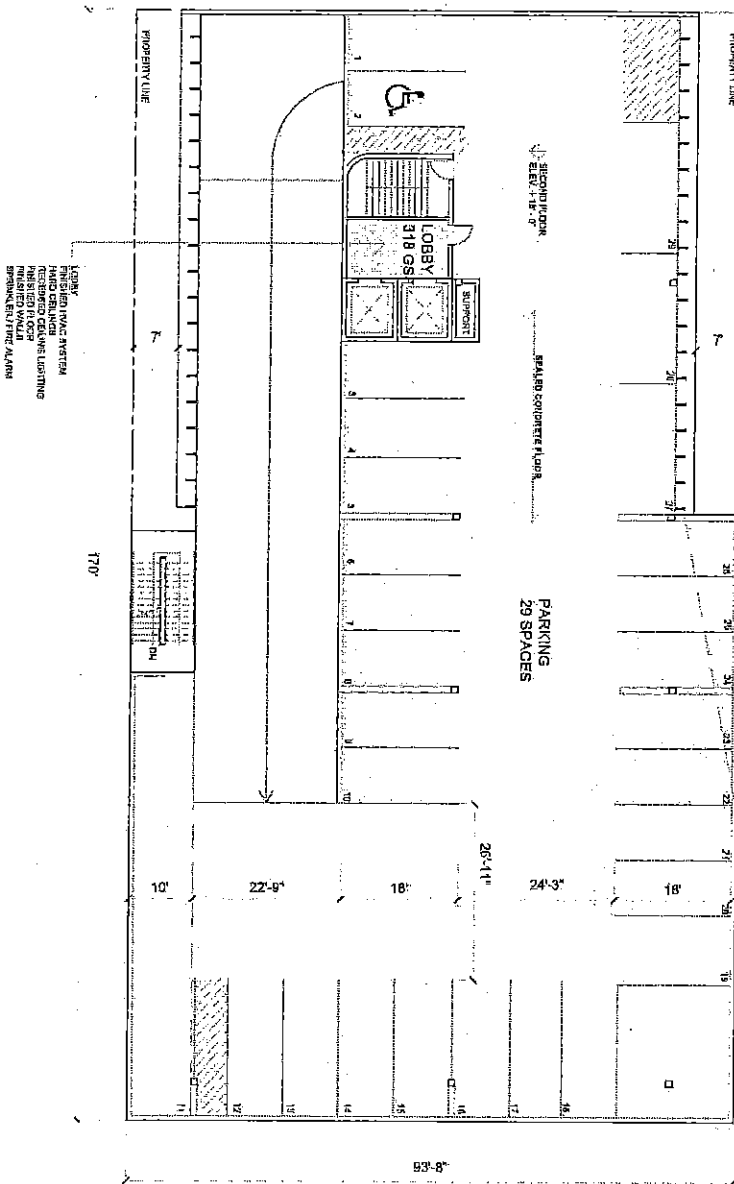 PROPERTY LINE
PROPERTY LINE
1
2
SECOND FLOOR
ELEV. +18'-0"
LOBBY
318 GS
SUPPORT
SEALED CONCRETE FLOOR
LOBBY
FINISHED HVAC SYSTEM
HARD CEILINGS
RECESSED CEILING LIGHTING
FINISHED FLOOR
FINISHED WALLS
SPRINKLER/FIRE ALARM
7'
7'
29
28
27
3
4
5
6
7
8
9
10
PARKING
29 SPACES
26
25
24
23
22
21
20
19
DN
170'
26'-11"
10'
22'-9"
18'
24'-3"
18'
11
12
13
14
15
16
17
18
93'-8"